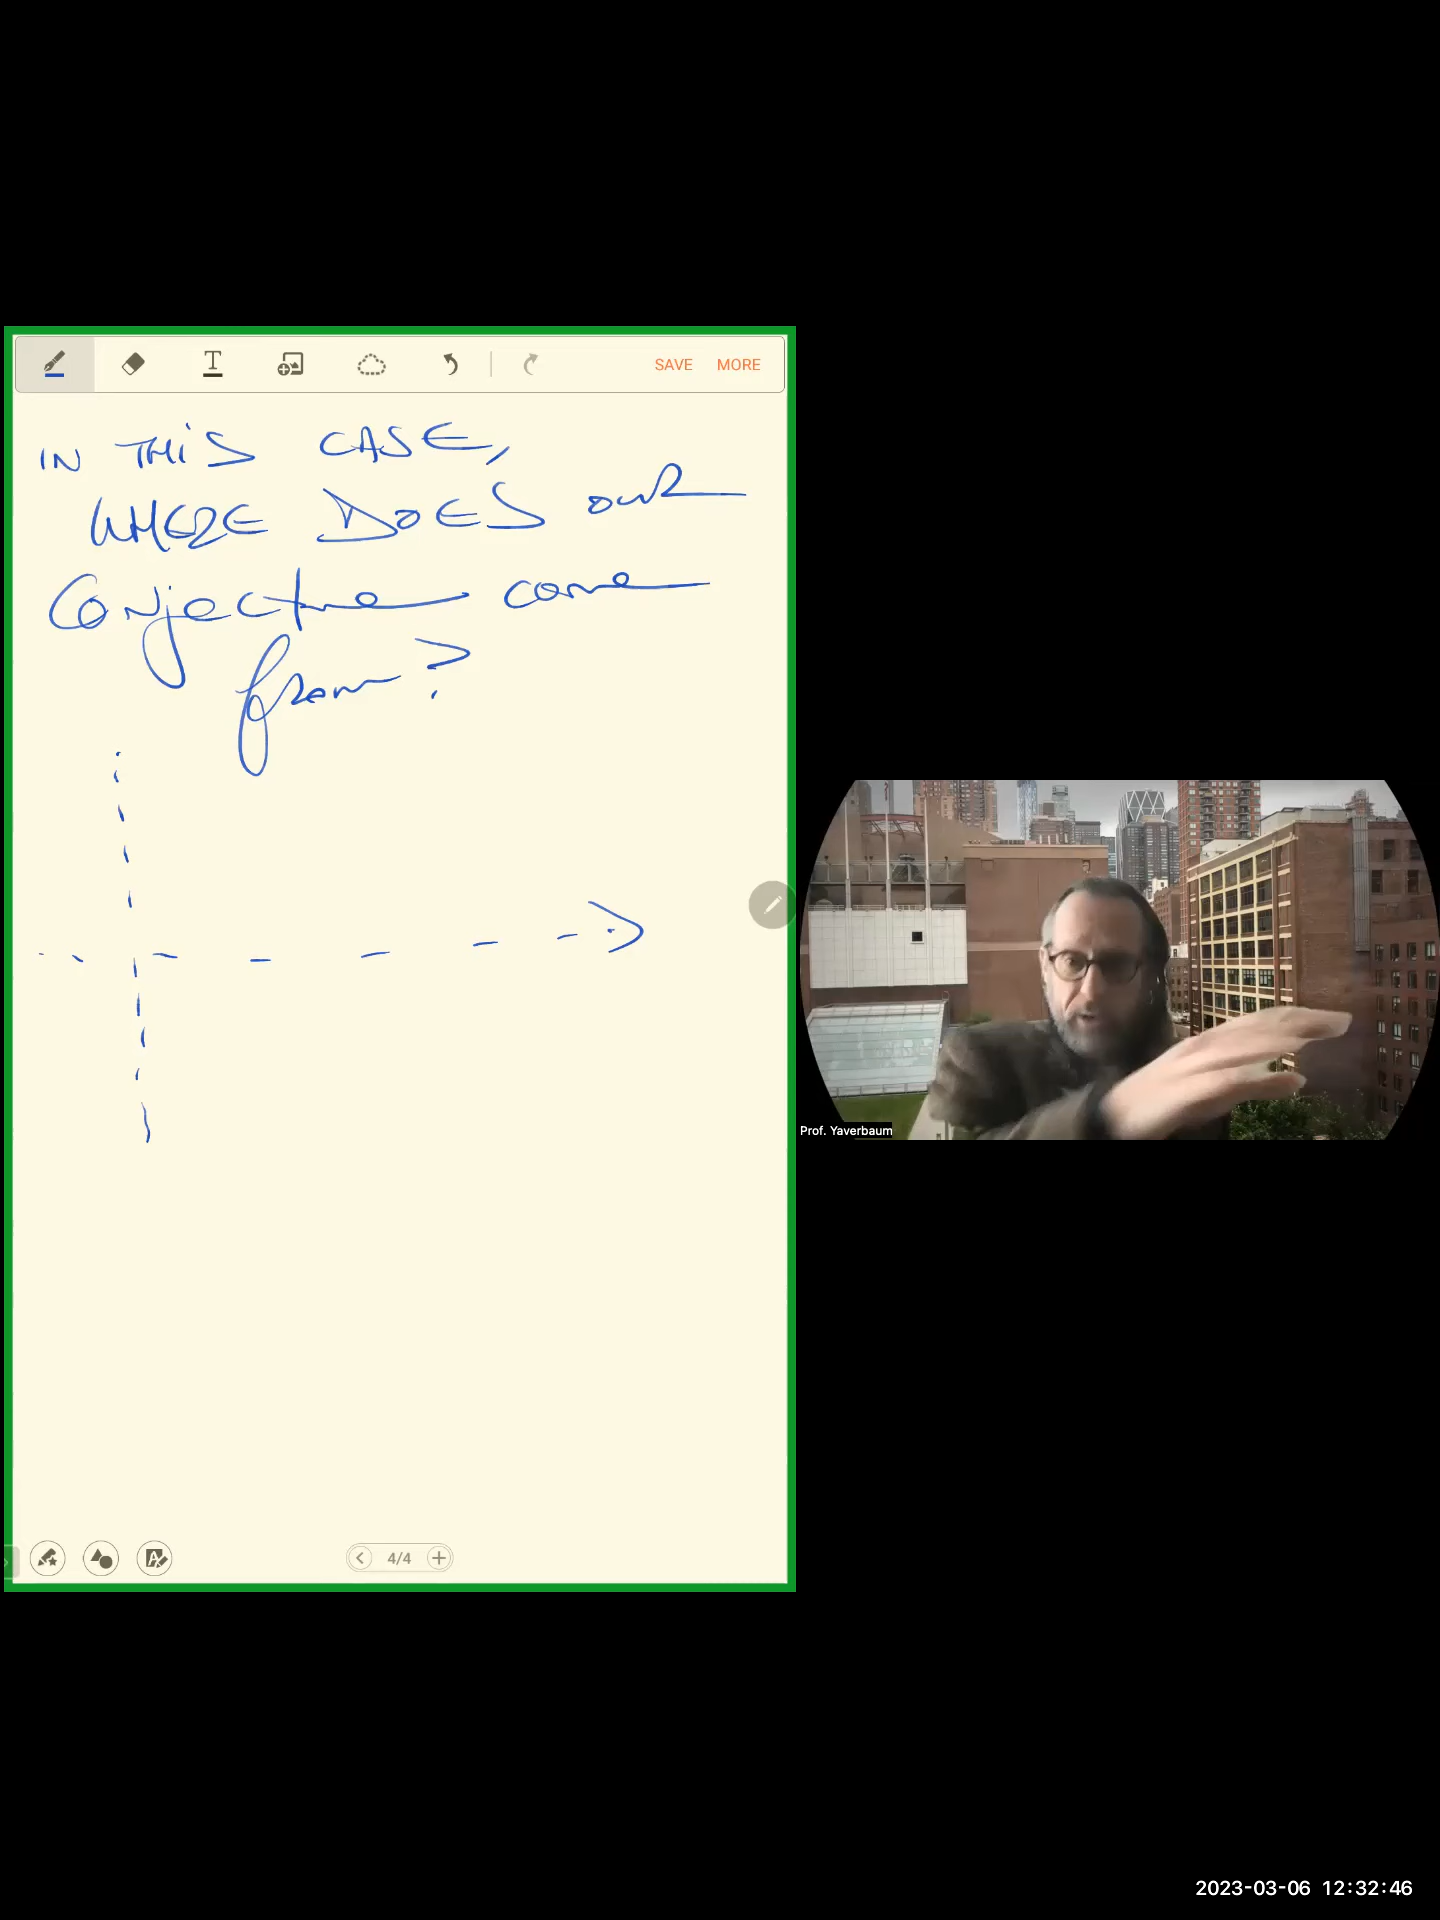 SAVE MORE
IN THIS CASE,
WHERE DOES our
Conjecture come
from?
Prof. Yaverbaum
4/4
2023-03-06 12:32:46